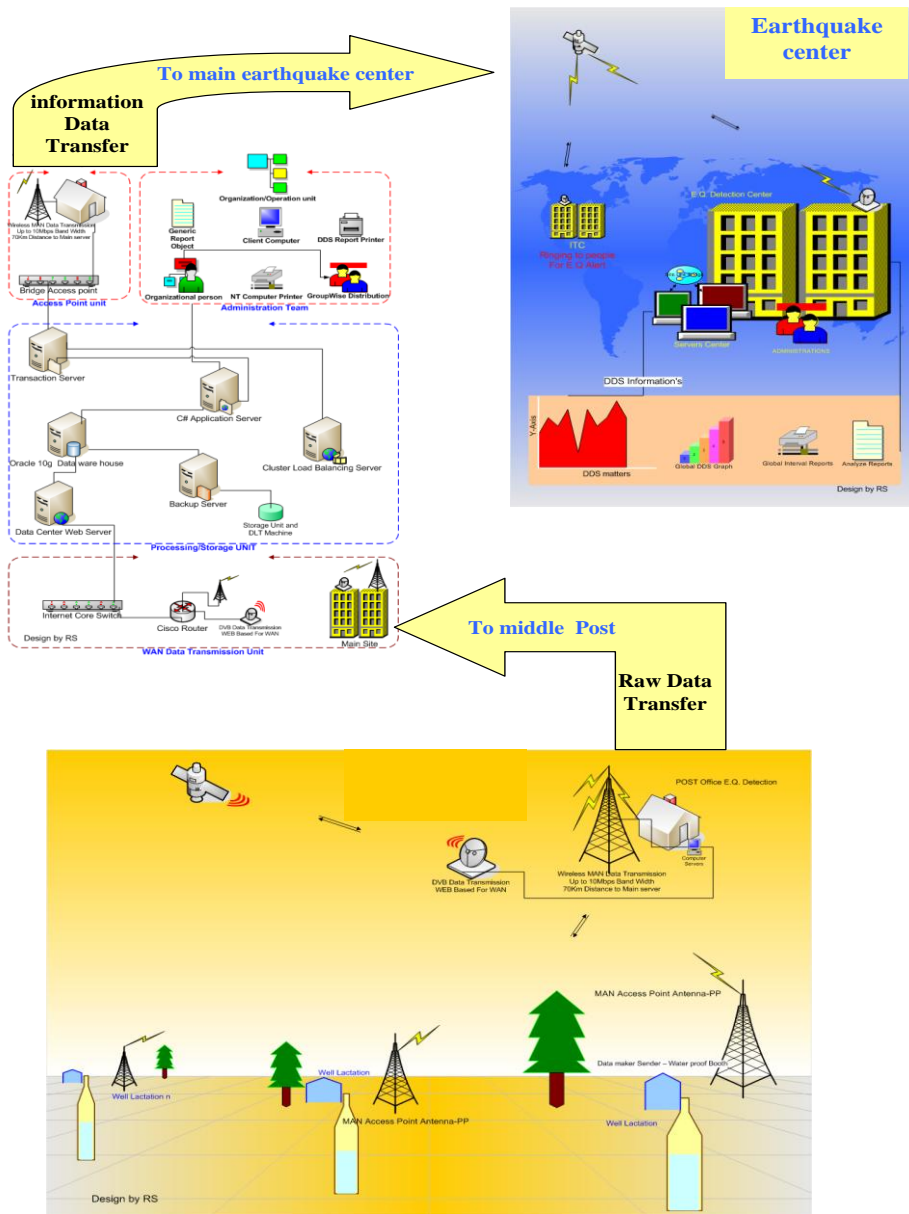 Earthquake
center
To main earthquake center
information
Data
Transfer
Wireless MAN Data Transmission
Up to 10Mbps Band Width
70Km Distance to Main server
Bridge Access point
Access Point unit
Organization/Operation unit
Generic
Report
Object
Client Computer
DDS Report Printer
Organizational person
NT Computer Printer
GroupWise Distribution
Administration Team
Transaction Server
C# Application Server
Oracle 10g Data ware house
Cluster Load Balancing Server
Backup Server
Data Center Web Server
Storage Unit and
DLT Machine
Processing/Storage UNIT
Internet Core Switch
Cisco Router
DVB Data Transmission
WEB Based For WAN
Main Site
Design by RS
WAN Data Transmission Unit
E.Q. Detection Center
ITC
Ringing to people
For E.Q Alert
Servers Center
ADMINISTRATIONS
DDS Information's
Y-Axis
DDS matters
Global DDS Graph
Global Interval Reports
Analyze Reports
Design by RS
To middle Post
Raw Data
Transfer
POST Office E.Q. Detection
Computer
Servers
DVB Data Transmission
WEB Based For WAN
Wireless MAN Data Transmission
Up to 10Mbps Band Width
70Km Distance to Main server
MAN Access Point Antenna-PP
Data maker Sender – Water proof Booth
Well Lactation
Well Lactation n
MAN Access Point Antenna-PP
Well Lactation
Design by RS